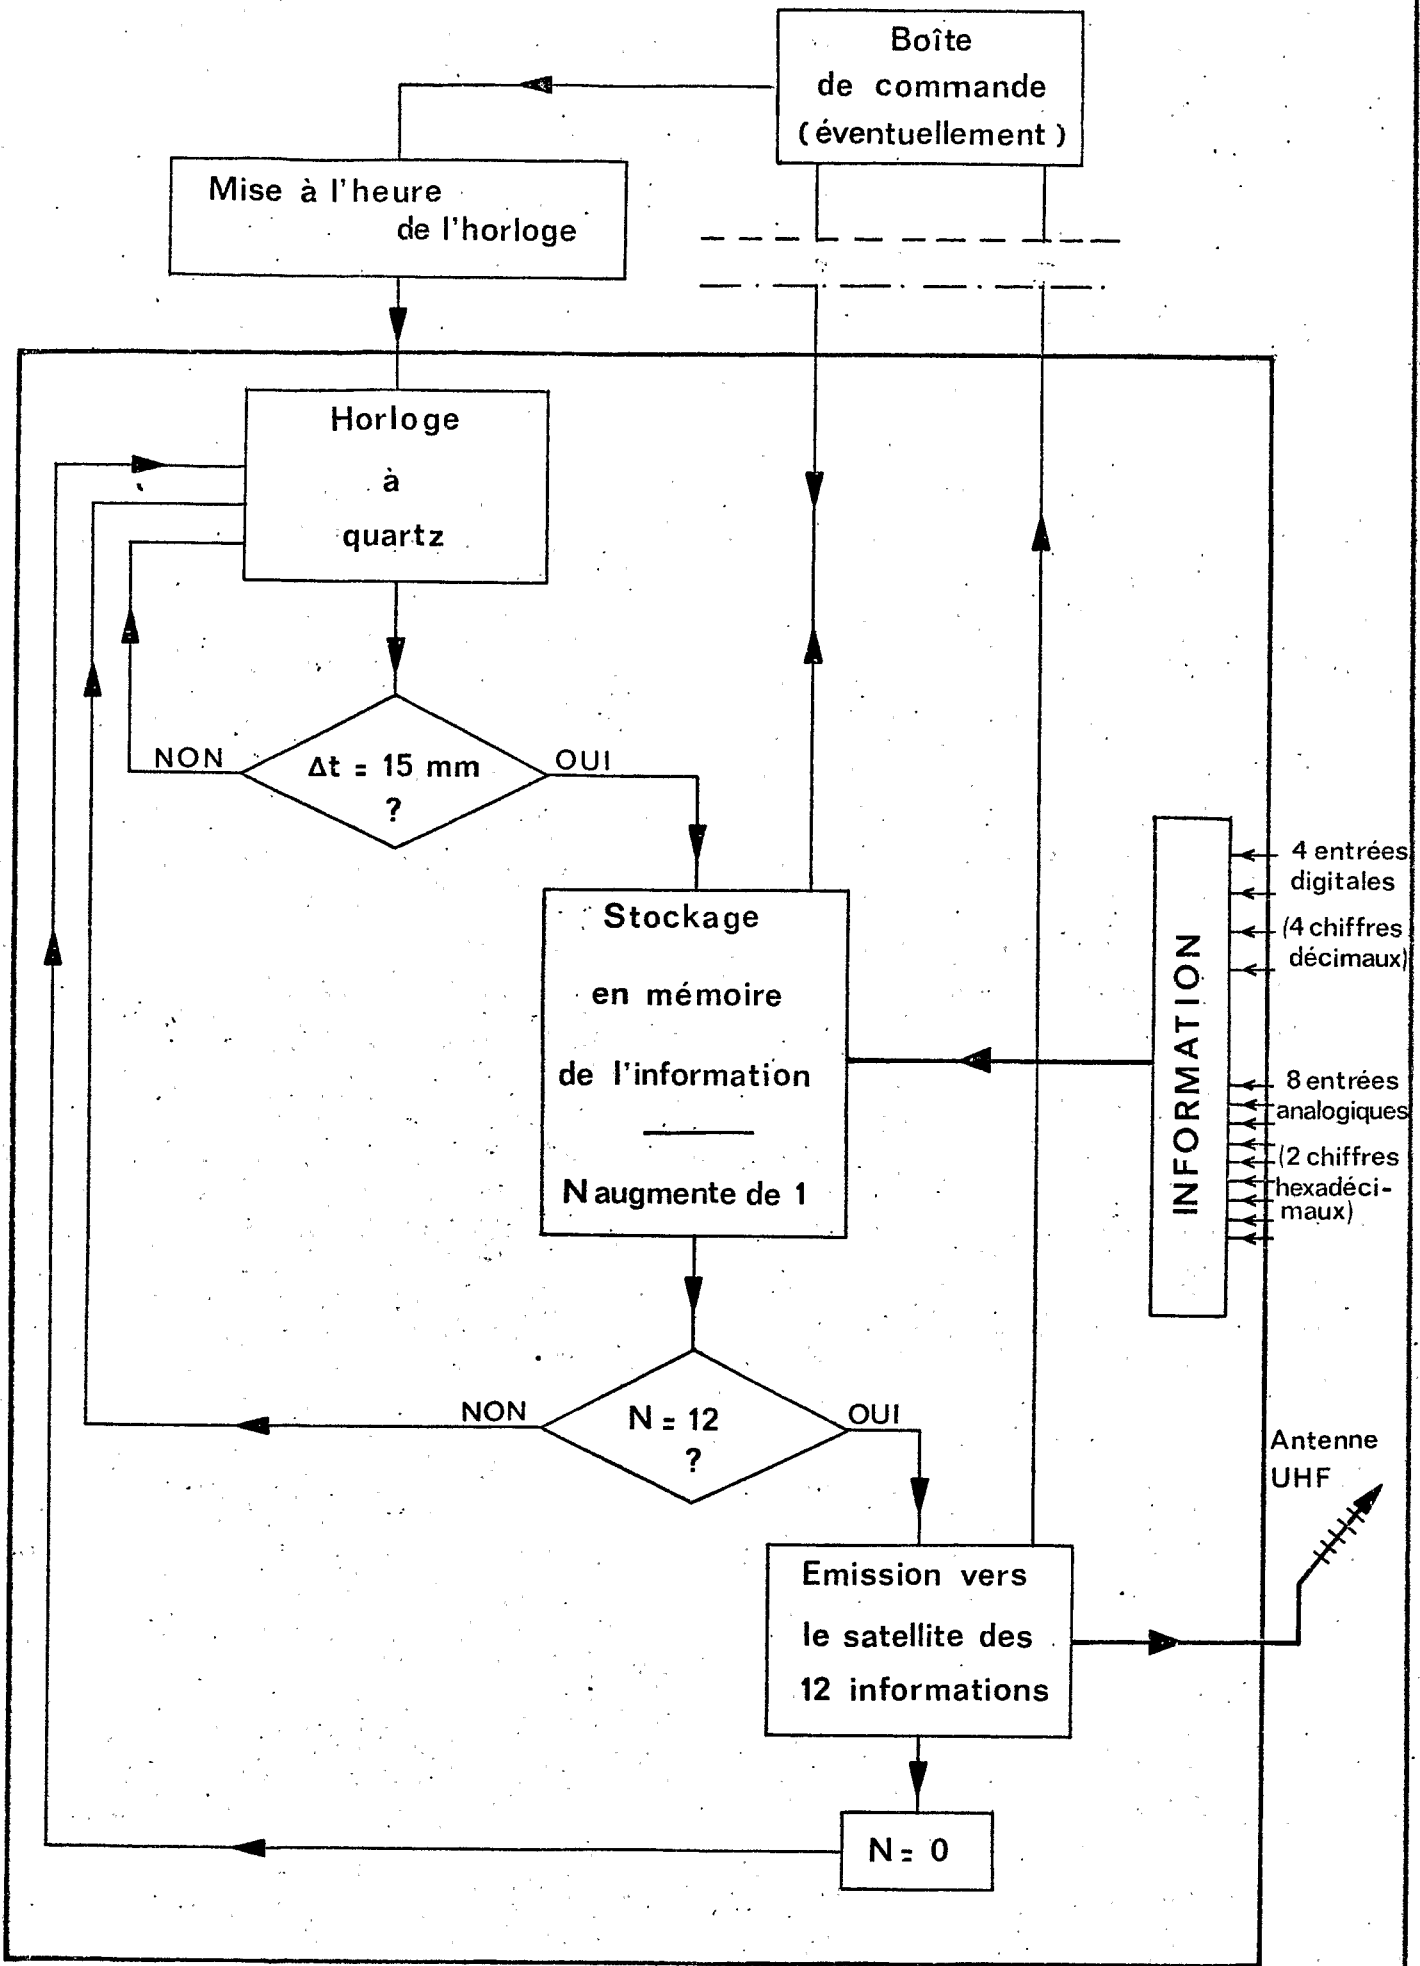 Boîte
de commande
(éventuellement)
Mise à l'heure
de l'horloge
Horloge
à
quartz
NON
Δt = 15 mm
?
OUI
Stockage
en mémoire
de l'information
N augmente de 1
INFORMATION
4 entrées
digitales
(4 chiffres
décimaux)
8 entrées
analogiques
(2 chiffres
hexadéci-
maux)
NON
N = 12
?
OUI
Antenne
UHF
Emission vers
le satellite des
12 informations
N = 0